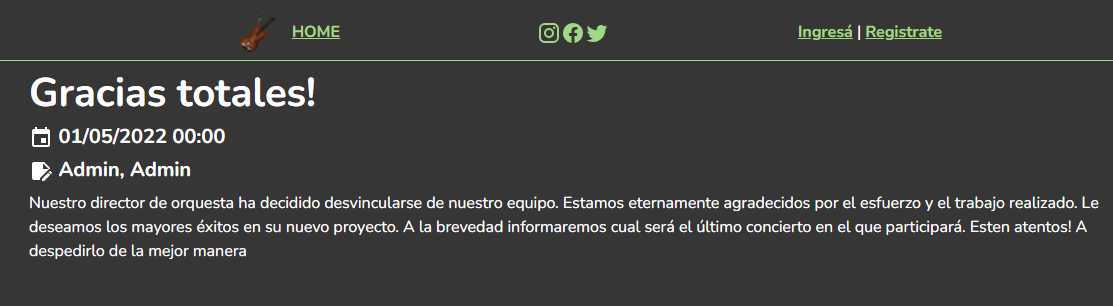 HOME
Ingresá | Registrate
Gracias totales!
01/05/2022 00:00
Admin, Admin
Nuestro director de orquesta ha decidido desvincularse de nuestro equipo. Estamos eternamente agradecidos por el esfuerzo y el trabajo realizado. Le
deseamos los mayores éxitos en su nuevo proyecto. A la brevedad informaremos cual será el último concierto en el que participará. Esten atentos! A
despedirlo de la mejor manera